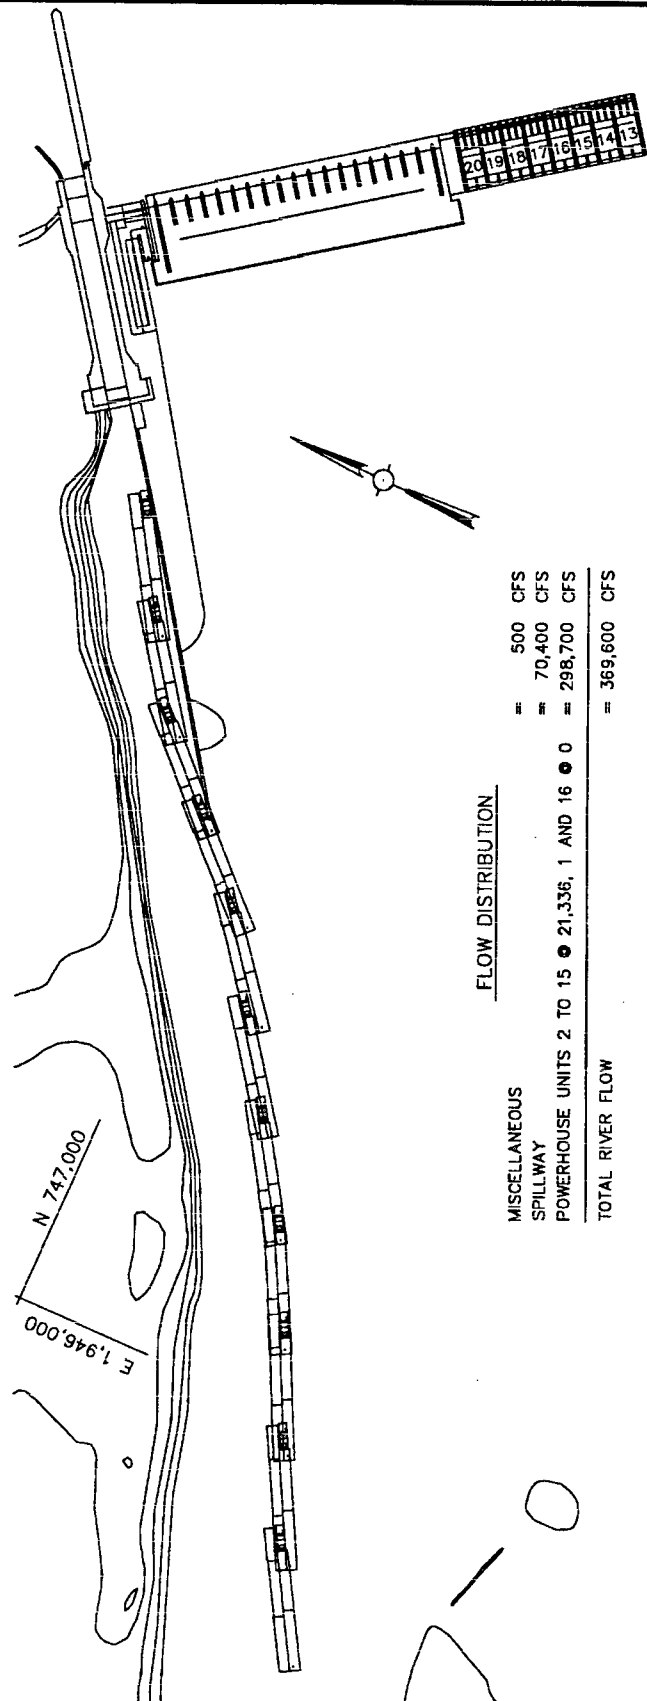 20 19 18 17 16 15 14 13
N 747,000
E 1,946,000
FLOW DISTRIBUTION
MISCELLANEOUS = 500 CFS
SPILLWAY = 70,400 CFS
POWERHOUSE UNITS 2 TO 15 @ 21,336, 1 AND 16 @ 0 = 298,700 CFS
TOTAL RIVER FLOW = 369,600 CFS